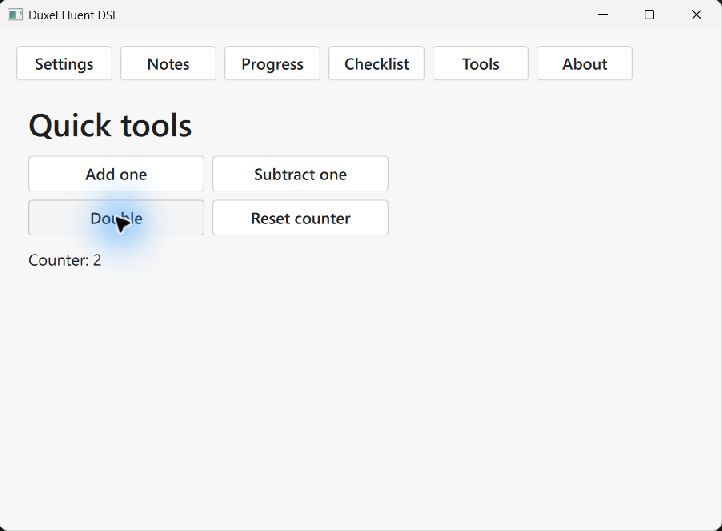 Duxel Fluent DSL
Settings Notes Progress Checklist Tools About
Quick tools
Add one Subtract one
Double Reset counter
Counter: 2